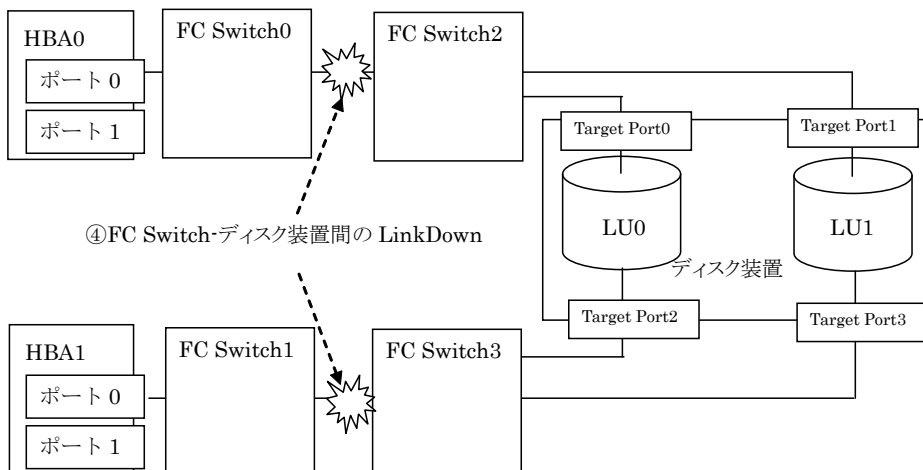 HBA0
ポート 0
ポート 1
FC Switch0
FC Switch2
Target Port0
Target Port1
LU0
LU1
④FC Switch-ディスク装置間の LinkDown
ディスク装置
Target Port2
Target Port3
HBA1
ポート 0
ポート 1
FC Switch1
FC Switch3